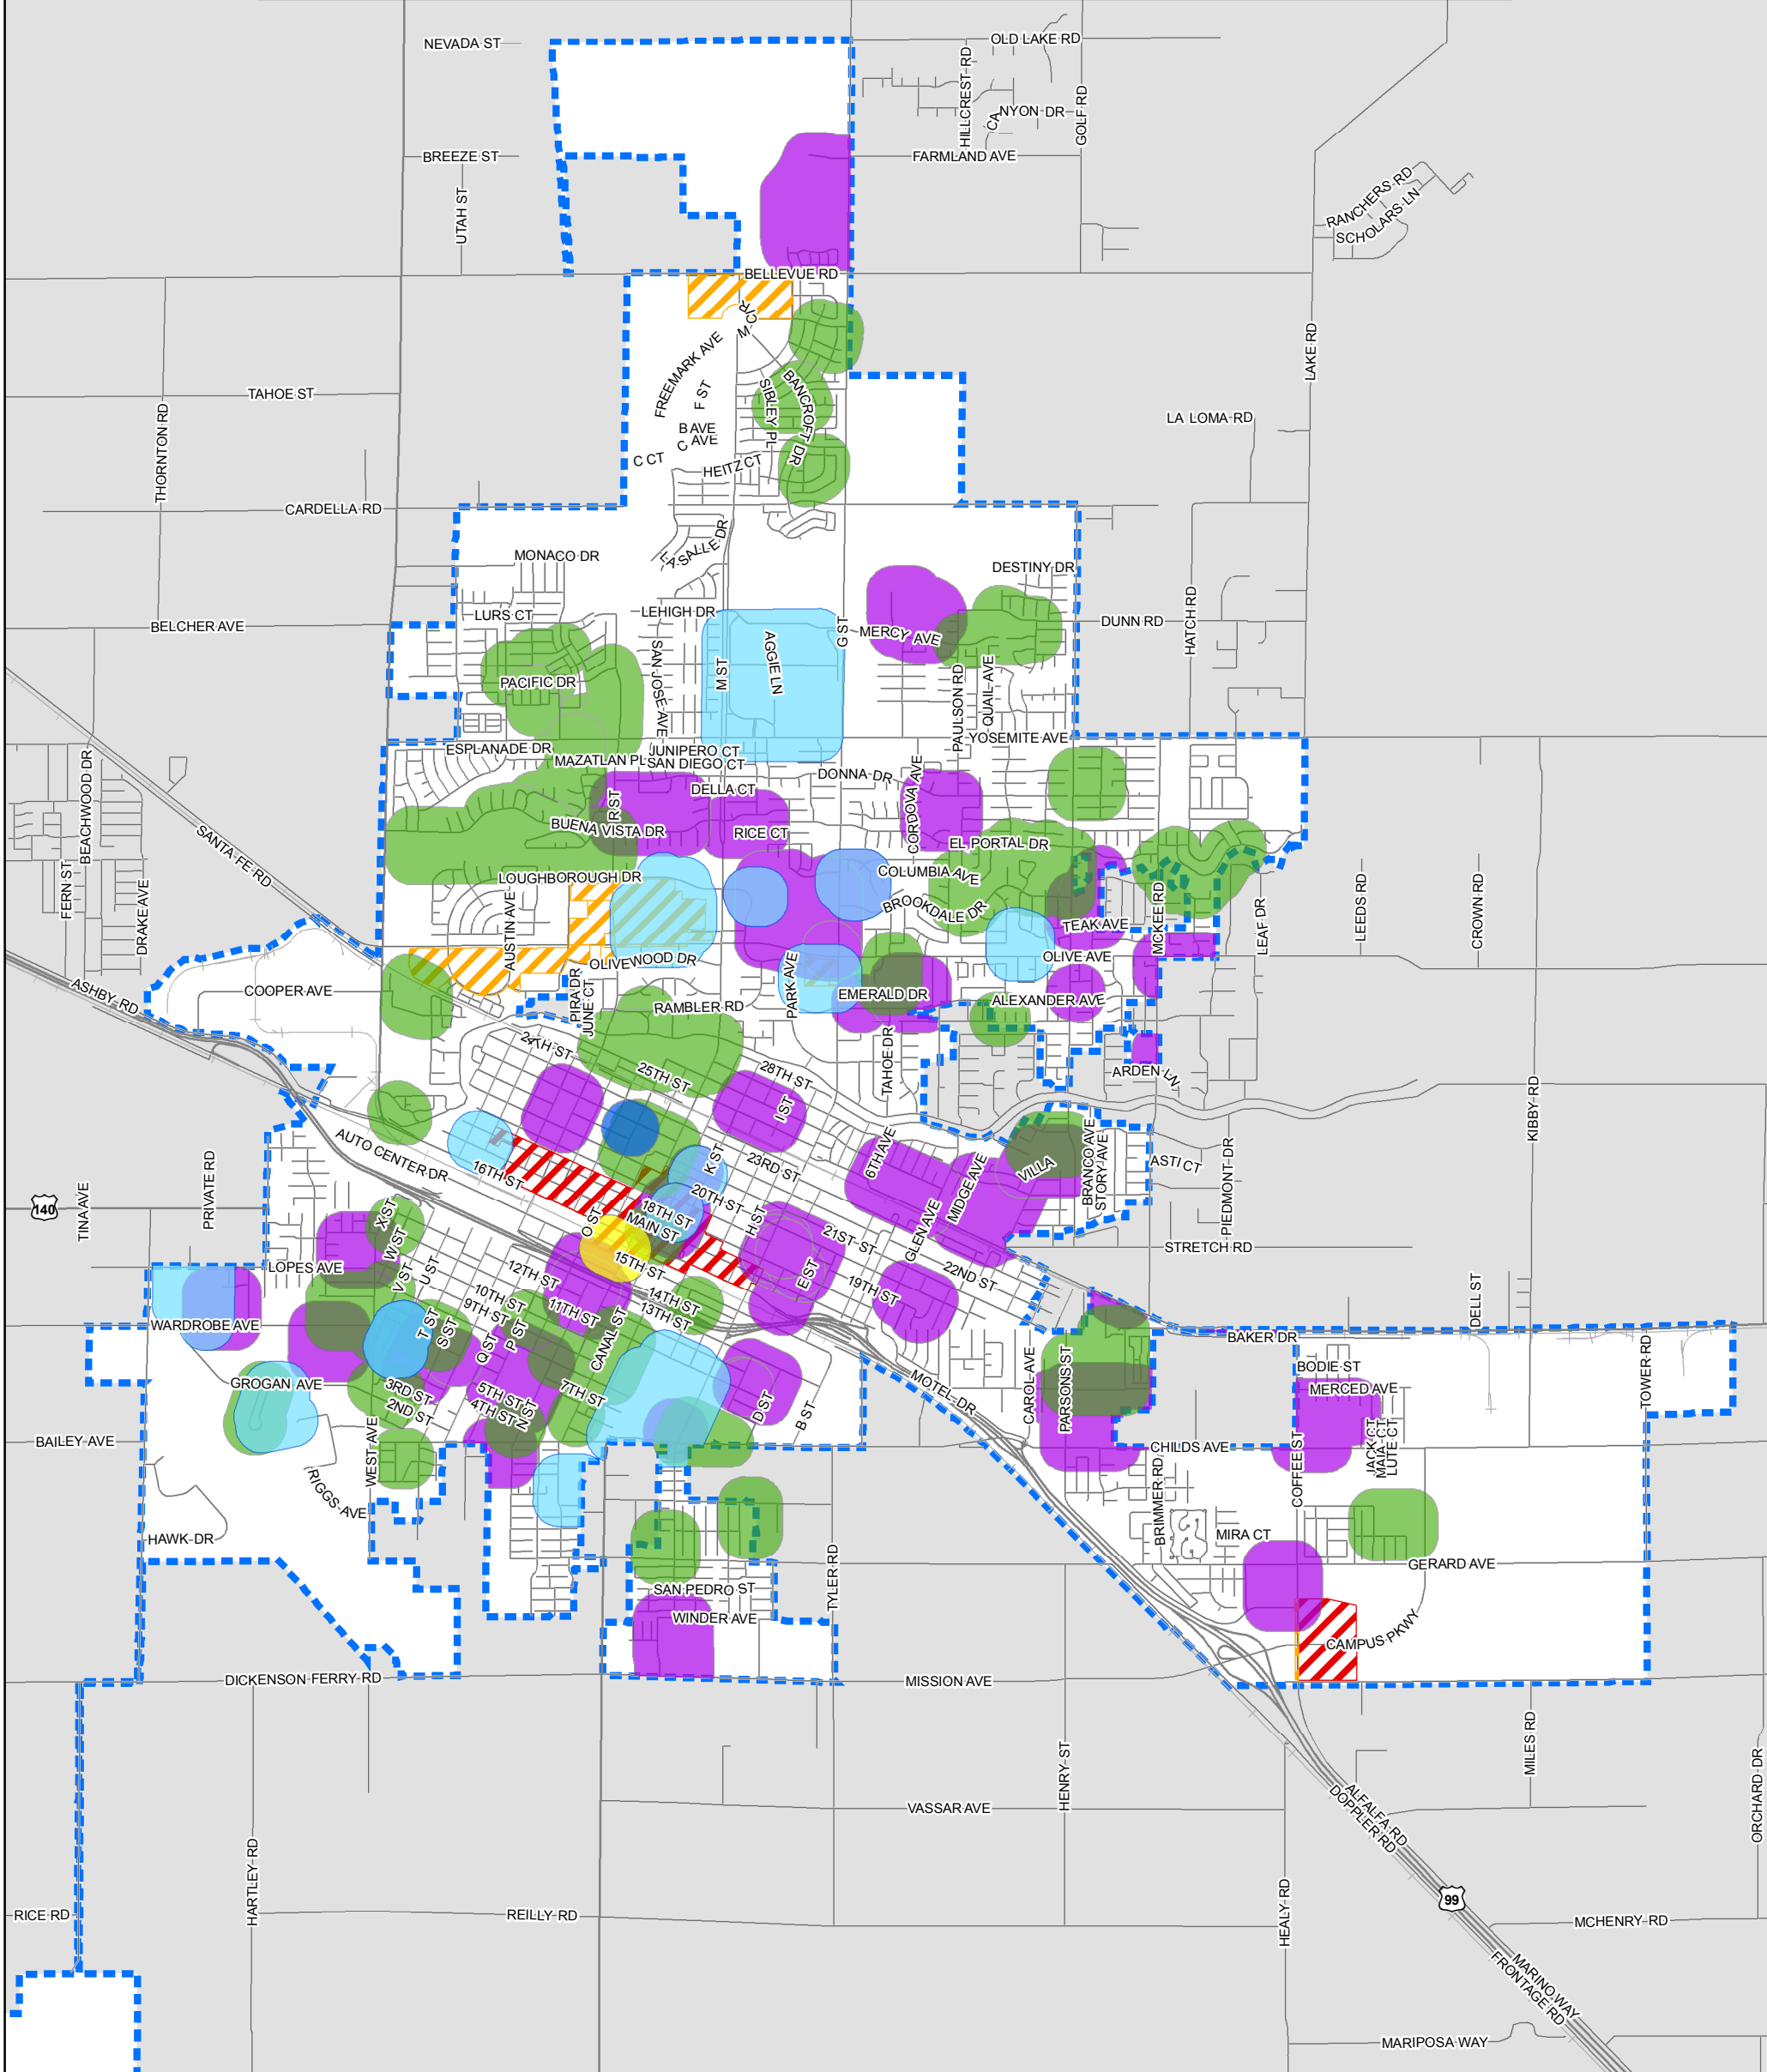 NEVADA ST
OLD LAKE RD
HILLCREST RD
CA
NYON DR
GOLF RD
BREEZE ST
FARMLAND AVE
UTAH ST
RANCHERS RD
SCHOLARS LN
BELLEVUE RD
M CIR
LAKE RD
FREEMARK AVE
F ST
SIBLEY PL
BANCROFT DR
TAHOE ST
THORNTON RD
B AVE
C AVE
C CT
HEITZ CT
LA LOMA RD
CARDELLA RD
LA SALLE DR
MONACO DR
DESTINY DR
LURS CT
LEHIGH DR
BELCHER AVE
AGGIE LN
G ST
MERCY AVE
DUNN RD
HATCH RD
SAN JOSE AVE
M ST
PACIFIC DR
PAULSON RD
QUAIL AVE
YOSEMITE AVE
ESPLANADE DR
JUNIPERO CT
MAZATLAN PL
SAN DIEGO CT
DONNA DR
BEACHWOOD DR
DELLA CT
R ST
CORDOVA AVE
BUENA VISTA DR
RICE CT
EL PORTAL DR
SANTA FE RD
FERN ST
DRAKE AVE
LOUGHBOROUGH DR
COLUMBIA AVE
BROOKDALE DR
AUSTIN AVE
TEAK AVE
MCKEE RD
LEAF DR
LEEDS RD
CROWN RD
OLIVEWOOD DR
OLIVE AVE
ASHBY RD
COOPER AVE
PIRA DR
JUNE CT
RAMBLER RD
PARK AVE
EMERALD DR
ALEXANDER AVE
24TH ST
25TH ST
28TH ST
TAHOE DR
ARDEN LN
I ST
KIBBY RD
AUTO CENTER DR
16TH ST
K ST
23RD ST
6TH AVE
MIDGE AVE
VILLA
BRANCO AVE
STORY AVE
ASTI CT
PIEDMONT DR
PRIVATE RD
TINA AVE
140
X ST
W ST
O ST
20TH ST
18TH ST
MAIN ST
H ST
21ST ST
GLEN AVE
STRETCH RD
LOPES AVE
V ST
U ST
12TH ST
15TH ST
E ST
22ND ST
19TH ST
DELL ST
WARDROBE AVE
T ST
S ST
10TH ST
9TH ST
11TH ST
14TH ST
13TH ST
Q ST
P ST
CANAL ST
BAKER DR
BODIE ST
MERCED AVE
TOWER RD
GROGAN AVE
3RD ST
2ND ST
5TH ST
4TH ST
N ST
7TH ST
D ST
B ST
MOTEL DR
CAROL AVE
PARSONS ST
BAILEY AVE
WEST AVE
CHILDS AVE
COFFEE ST
JACK CT
MAIA CT
LUTE CT
RIGGS AVE
BRIMMER RD
HAWK DR
MIRA CT
GERARD AVE
SAN PEDRO ST
WINDER AVE
TYLER RD
CAMPUS PKWY
DICKENSON FERRY RD
MISSION AVE
MILES RD
HENRY ST
VASSAR AVE
ALFALFA RD
DOPPLER RD
ORCHARD DR
HARTLEY RD
HEALY RD
99
RICE RD
REILLY RD
MCHENRY RD
MARINO WAY
FRONTAGE RD
MARIPOSA WAY